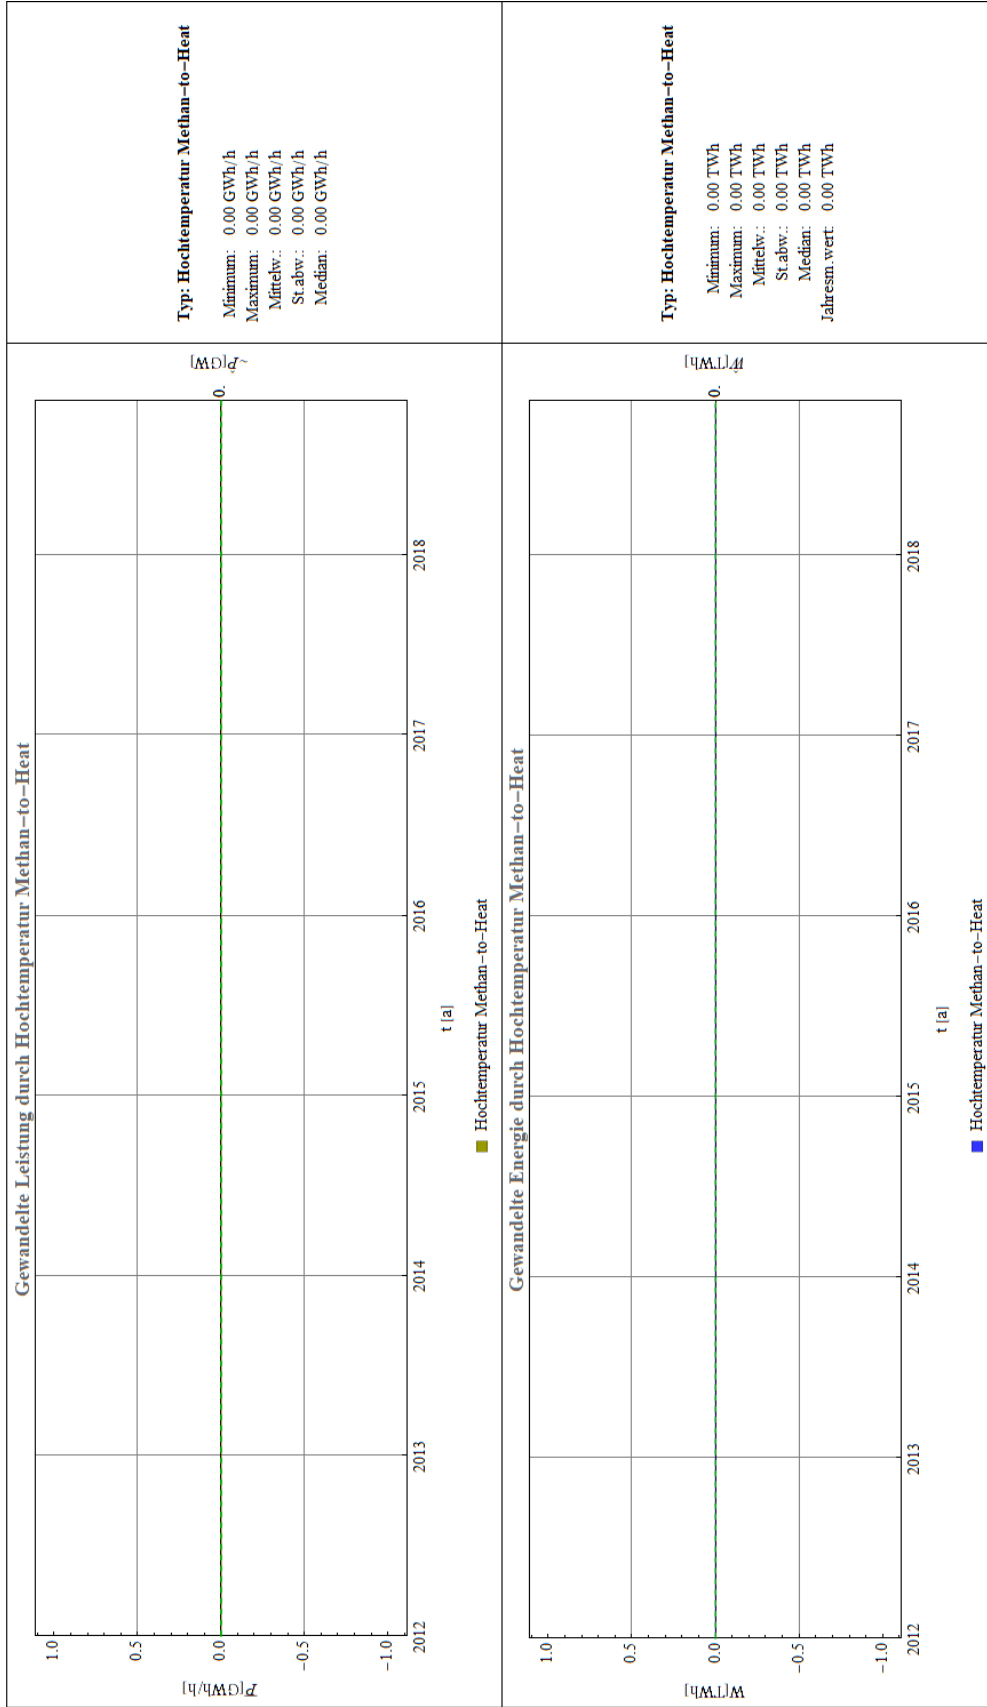 Gewandelte Leistung durch Hochtemperatur Methan−to−Heat
P̄[GWh/h]
1.0
0.5
0.0
−0.5
−1.0
2012
2013
2014
2015
2016
2017
2018
t [a]
0.
~P̂[GW]
Hochtemperatur Methan−to−Heat
Typ: Hochtemperatur Methan−to−Heat
Minimum: 0.00 GWh/h
Maximum: 0.00 GWh/h
Mittelw.: 0.00 GWh/h
St.abw.: 0.00 GWh/h
Median: 0.00 GWh/h
Gewandelte Energie durch Hochtemperatur Methan−to−Heat
W[TWh]
1.0
0.5
0.0
−0.5
−1.0
2012
2013
2014
2015
2016
2017
2018
t [a]
0.
Ŵ[TWh]
Hochtemperatur Methan−to−Heat
Typ: Hochtemperatur Methan−to−Heat
Minimum: 0.00 TWh
Maximum: 0.00 TWh
Mittelw.: 0.00 TWh
St.abw.: 0.00 TWh
Median: 0.00 TWh
Jahresm.wert: 0.00 TWh